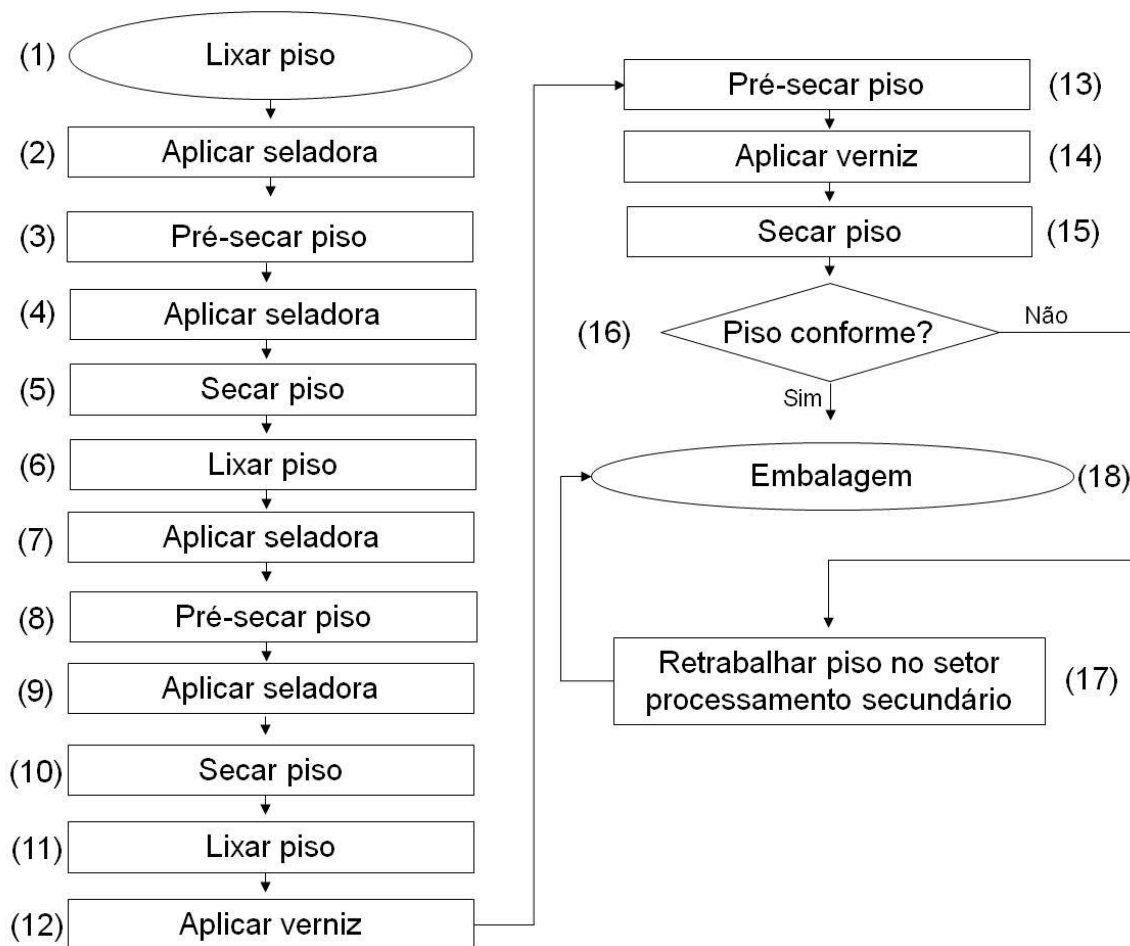 (1) Lixar piso
(2) Aplicar seladora
(3) Pré-secar piso
(4) Aplicar seladora
(5) Secar piso
(6) Lixar piso
(7) Aplicar seladora
(8) Pré-secar piso
(9) Aplicar seladora
(10) Secar piso
(11) Lixar piso
(12) Aplicar verniz
Pré-secar piso (13)
Aplicar verniz (14)
Secar piso (15)
(16) Piso conforme?
Não
Sim
Embalagem (18)
Retrabalhar piso no setor
processamento secundário (17)